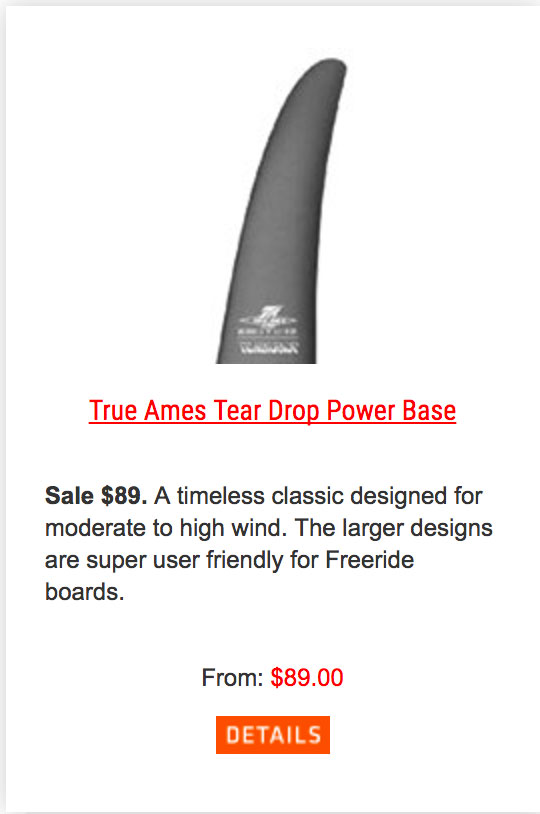 True Ames Tear Drop Power Base
Sale $89. A timeless classic designed for
moderate to high wind. The larger designs
are super user friendly for Freeride
boards.
From: $89.00
DETAILS